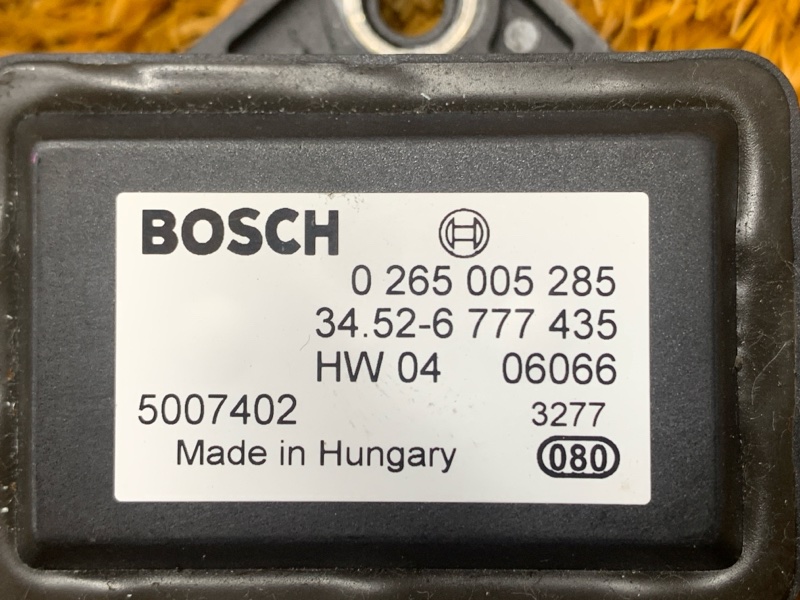 BOSCH
0 265 005 285
34.52-6 777 435
HW 04 06066
5007402 3277
Made in Hungary 080